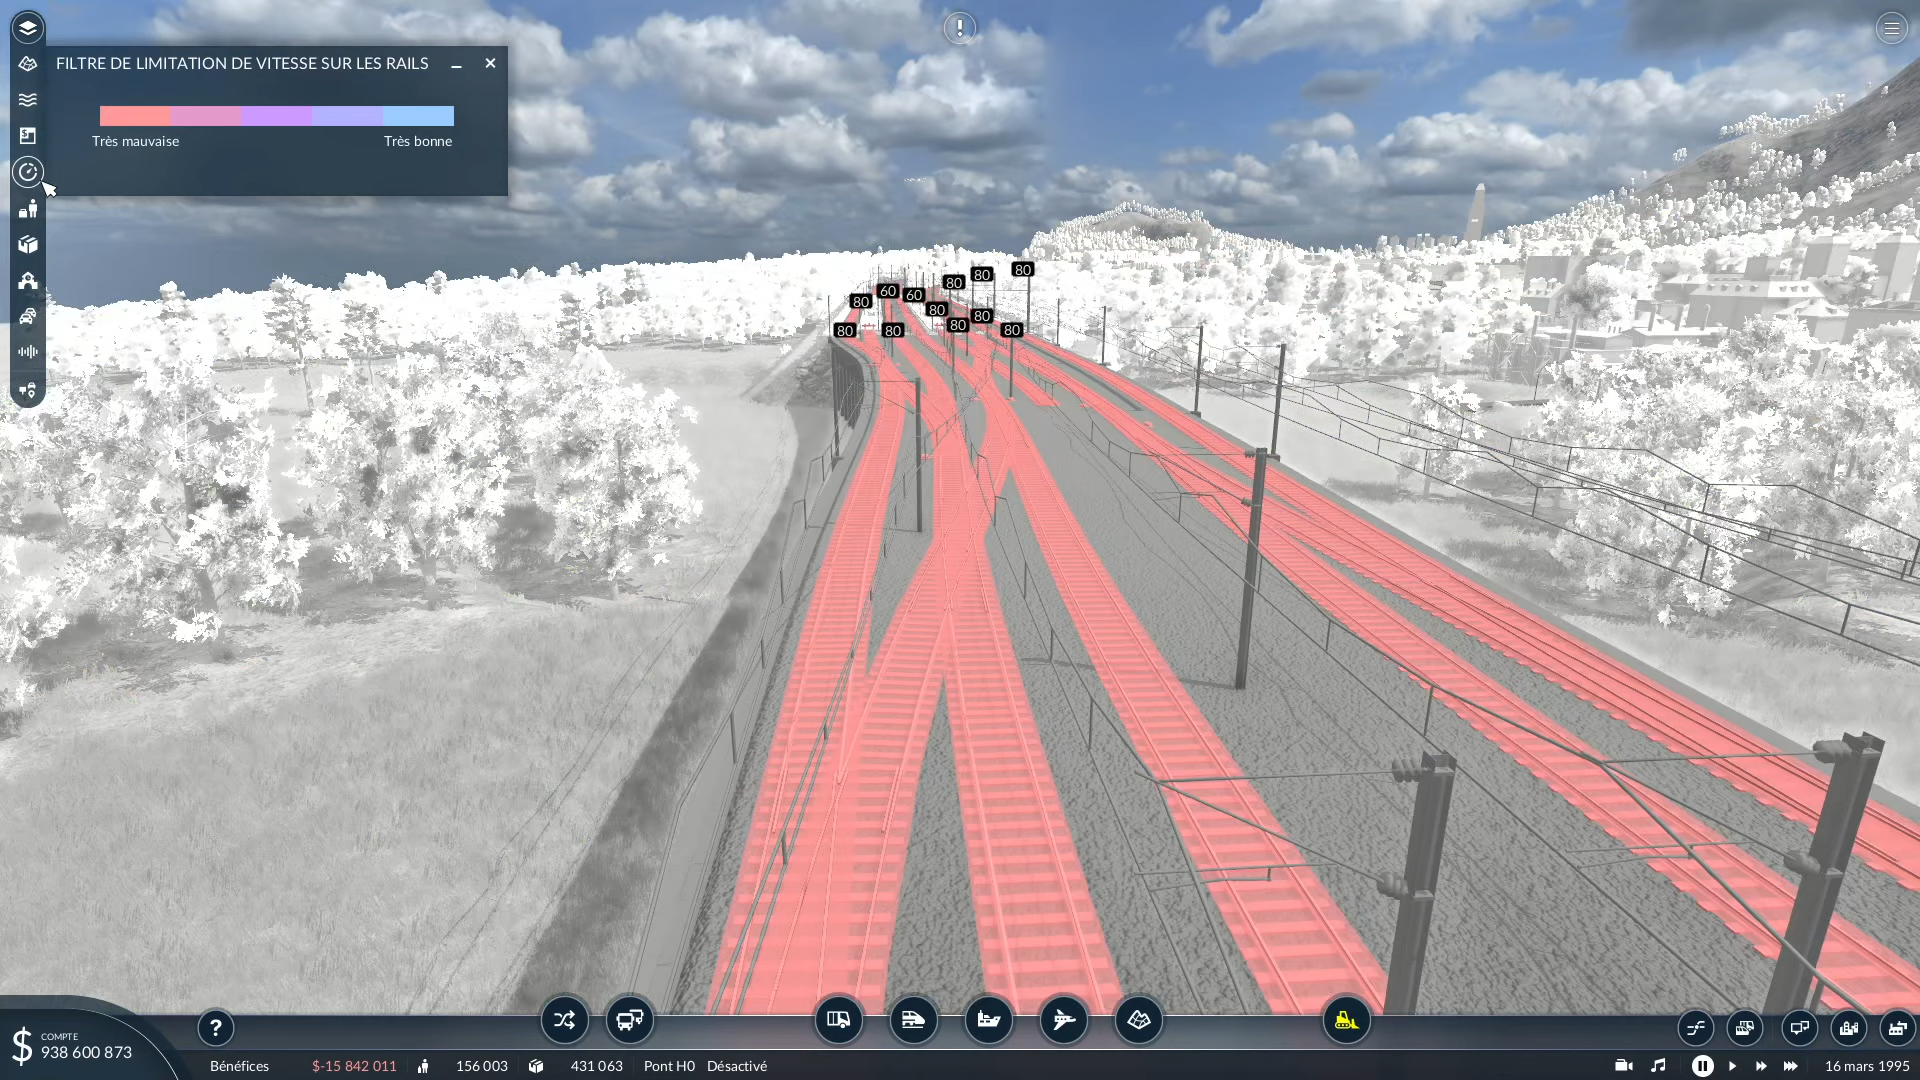 FILTRE DE LIMITATION DE VITESSE SUR LES RAILS
Très mauvaise
Très bonne
80
80
80
60
60
80
80
80
80
80
80
80
?
$
COMPTE
938 600 873
Bénéfices
$-15 842 011
156 003
431 063
Pont H0
Désactivé
16 mars 1995